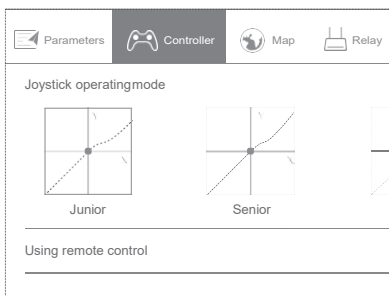 Parameters Controller Map Relay
Joystick operatingmode
Junior Senior
Using remote control